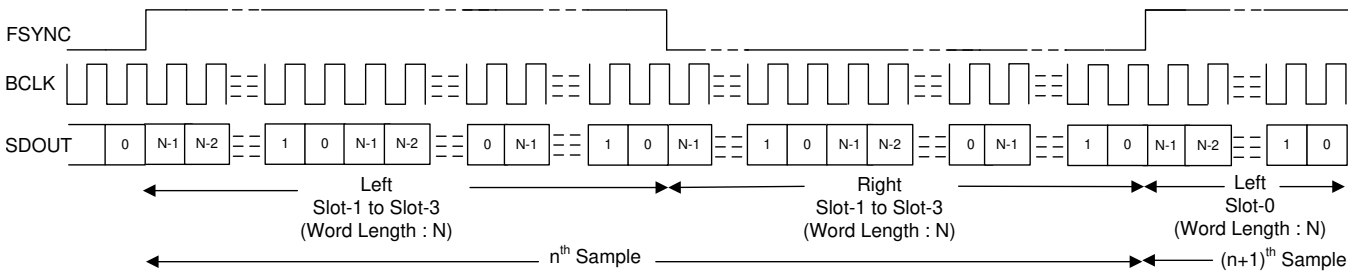 FSYNC
BCLK
SDOUT
0 N-1 N-2 1 0 N-1 N-2 0 N-1 1 0 N-1 1 0 N-1 N-2 0 N-1 1 0 N-1 N-2 1 0
Left
Slot-1 to Slot-3
(Word Length : N)
Right
Slot-1 to Slot-3
(Word Length : N)
Left
Slot-0
(Word Length : N)
nth Sample
(n+1)th Sample